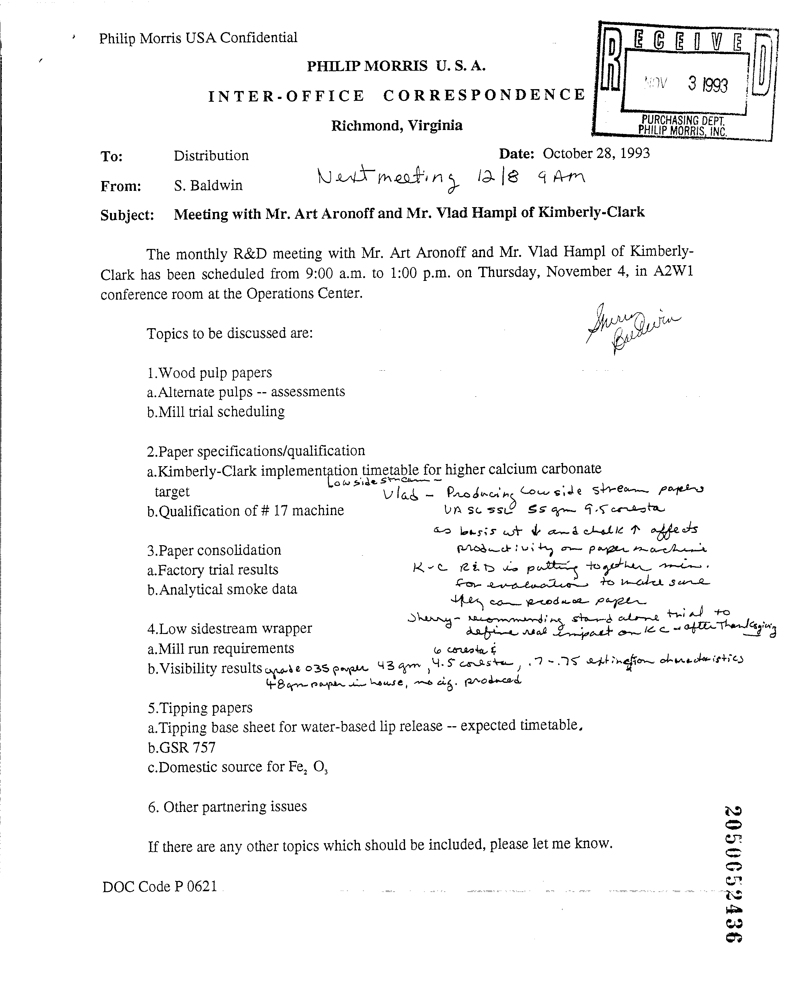 Philip Morris USA Confidential
PHILIP MORRIS U. S. A.
INTER-OFFICE CORRESPONDENCE
Richmond, Virginia
RECEIVED
NOV 3 1993
PURCHASING DEPT.
PHILIP MORRIS, INC.
To: Distribution
Date: October 28, 1993
Next meeting 12/8 9 AM
From: S. Baldwin
Subject: Meeting with Mr. Art Aronoff and Mr. Vlad Hampl of Kimberly-Clark
The monthly R&D meeting with Mr. Art Aronoff and Mr. Vlad Hampl of Kimberly-
Clark has been scheduled from 9:00 a.m. to 1:00 p.m. on Thursday, November 4, in A2W1
conference room at the Operations Center.
Sherry
Baldwin
Topics to be discussed are:
1.Wood pulp papers
a.Alternate pulps -- assessments
b.Mill trial scheduling
2.Paper specifications/qualification
a.Kimberly-Clark implementation timetable for higher calcium carbonate
target
Low side stream –
Vlad – Producing low side stream papers
b.Qualification of # 17 machine
55 gm 9.5 coresta
as basis wt ↓ and chalk ↑ affects
3.Paper consolidation
productivity on paper machine
a.Factory trial results
K-C R&D is putting together min.
b.Analytical smoke data
for evaluation to make sure
they can produce paper
Sherry – recommending stand alone trial to
4.Low sidestream wrapper
define real impact on KC – after Thanksgiving
a.Mill run requirements
6 coresta &
b.Visibility results
grade 035 paper 43 gm, 4.5 coresta, .7 - .75 extinction characteristics
48 gm paper in house, no cig. produced
5.Tipping papers
a.Tipping base sheet for water-based lip release -- expected timetable.
b.GSR 757
c.Domestic source for Fe₂ O₃
6. Other partnering issues
If there are any other topics which should be included, please let me know.
DOC Code P 0621
2050052436